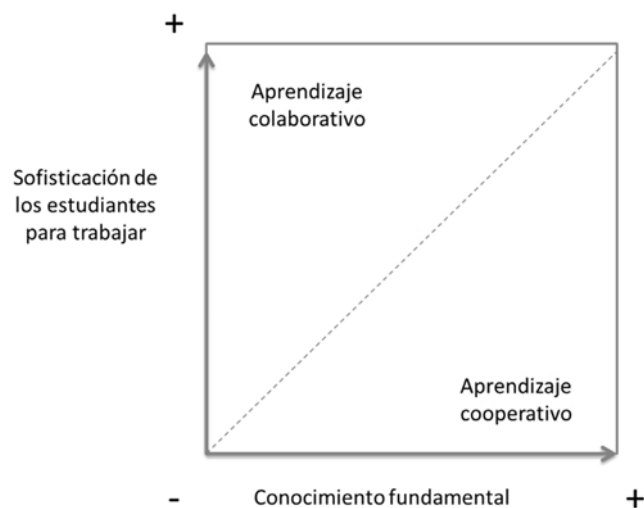 +
Aprendizaje
colaborativo
Sofisticación de
los estudiantes
para trabajar
Aprendizaje
cooperativo
- Conocimiento fundamental +